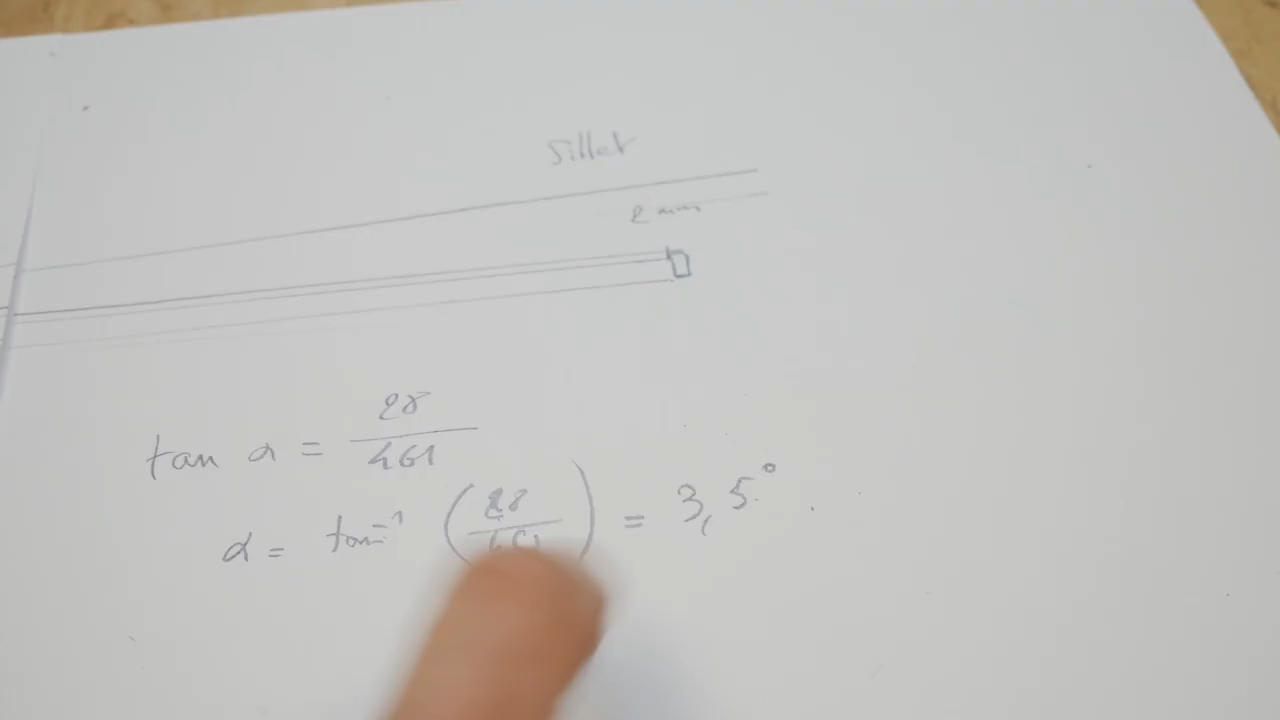 Sillet
2 mm
tan α = 28/461
α = tan⁻¹ (28/461) = 3,5°.